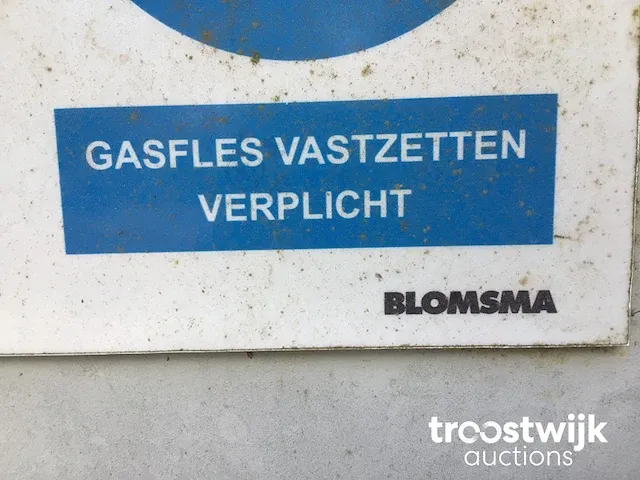 GASFLES VASTZETTEN
VERPLICHT
BLOMSMA
troostwijk
auctions